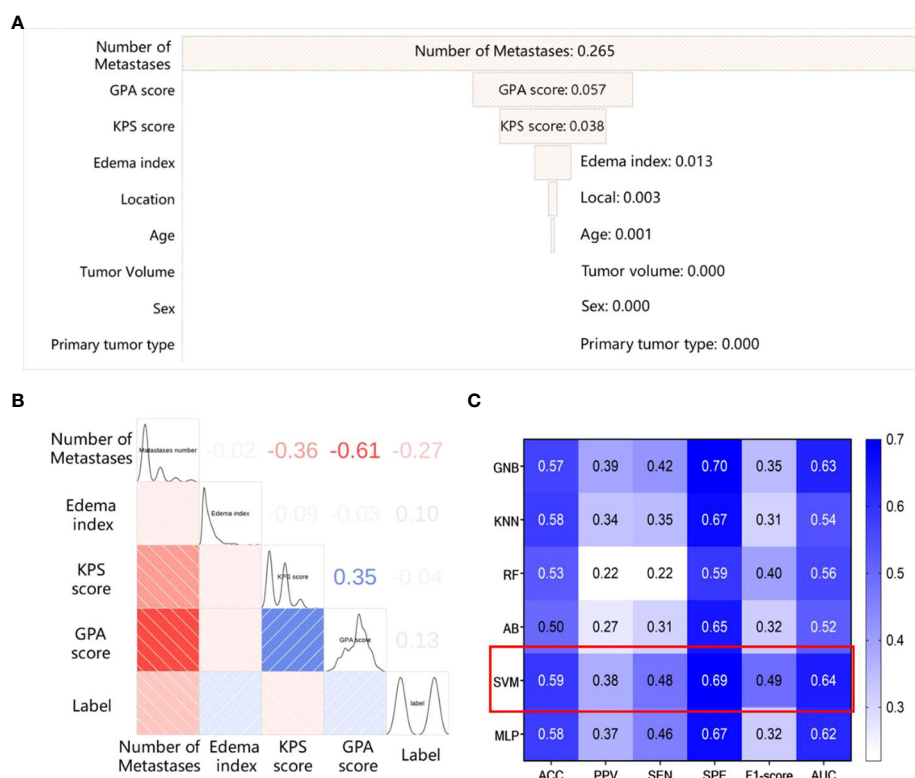 A
Number of
Metastases
Number of Metastases: 0.265
GPA score
GPA score: 0.057
KPS score
KPS score: 0.038
Edema index
Edema index: 0.013
Location
Local: 0.003
Age
Age: 0.001
Tumor Volume
Tumor volume: 0.000
Sex
Sex: 0.000
Primary tumor type
Primary tumor type: 0.000
B
Number of
Metastases
Metastases number
-0.02 -0.36 -0.61 -0.27
Edema
index
Edema index
-0.09 -0.03 0.10
KPS
score
KPS score
0.35 -0.04
GPA
score
GPA score
0.13
Label
label
Number of
Metastases
Edema
index
KPS
score
GPA
score
Label
C
GNB 0.57 0.39 0.42 0.70 0.35 0.63
KNN 0.58 0.34 0.35 0.67 0.31 0.54
RF 0.53 0.22 0.22 0.59 0.40 0.56
AB 0.50 0.27 0.31 0.65 0.32 0.52
SVM 0.59 0.38 0.48 0.69 0.49 0.64
MLP 0.58 0.37 0.46 0.67 0.32 0.62
ACC PPV SEN SPE F1-score AUC
0.7
0.6
0.5
0.4
0.3